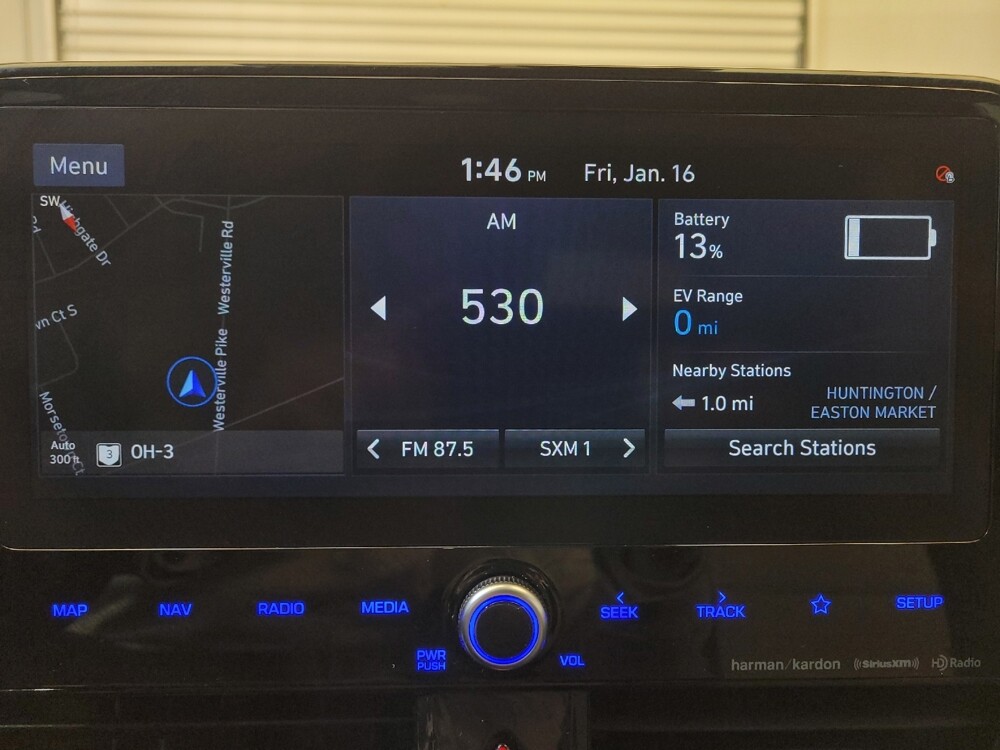 Menu
1:46 PM
Fri, Jan. 16
SW
Westerville Rd
Westerville Pike
Auto
300 ft
3
OH-3
AM
530
FM 87.5
SXM 1
Battery
13%
EV Range
0 mi
Nearby Stations
1.0 mi
HUNTINGTON /
EASTON MARKET
Search Stations
MAP
NAV
RADIO
MEDIA
PWR
PUSH
VOL
SEEK
TRACK
SETUP
harman/kardon
SiriusXM
HD Radio